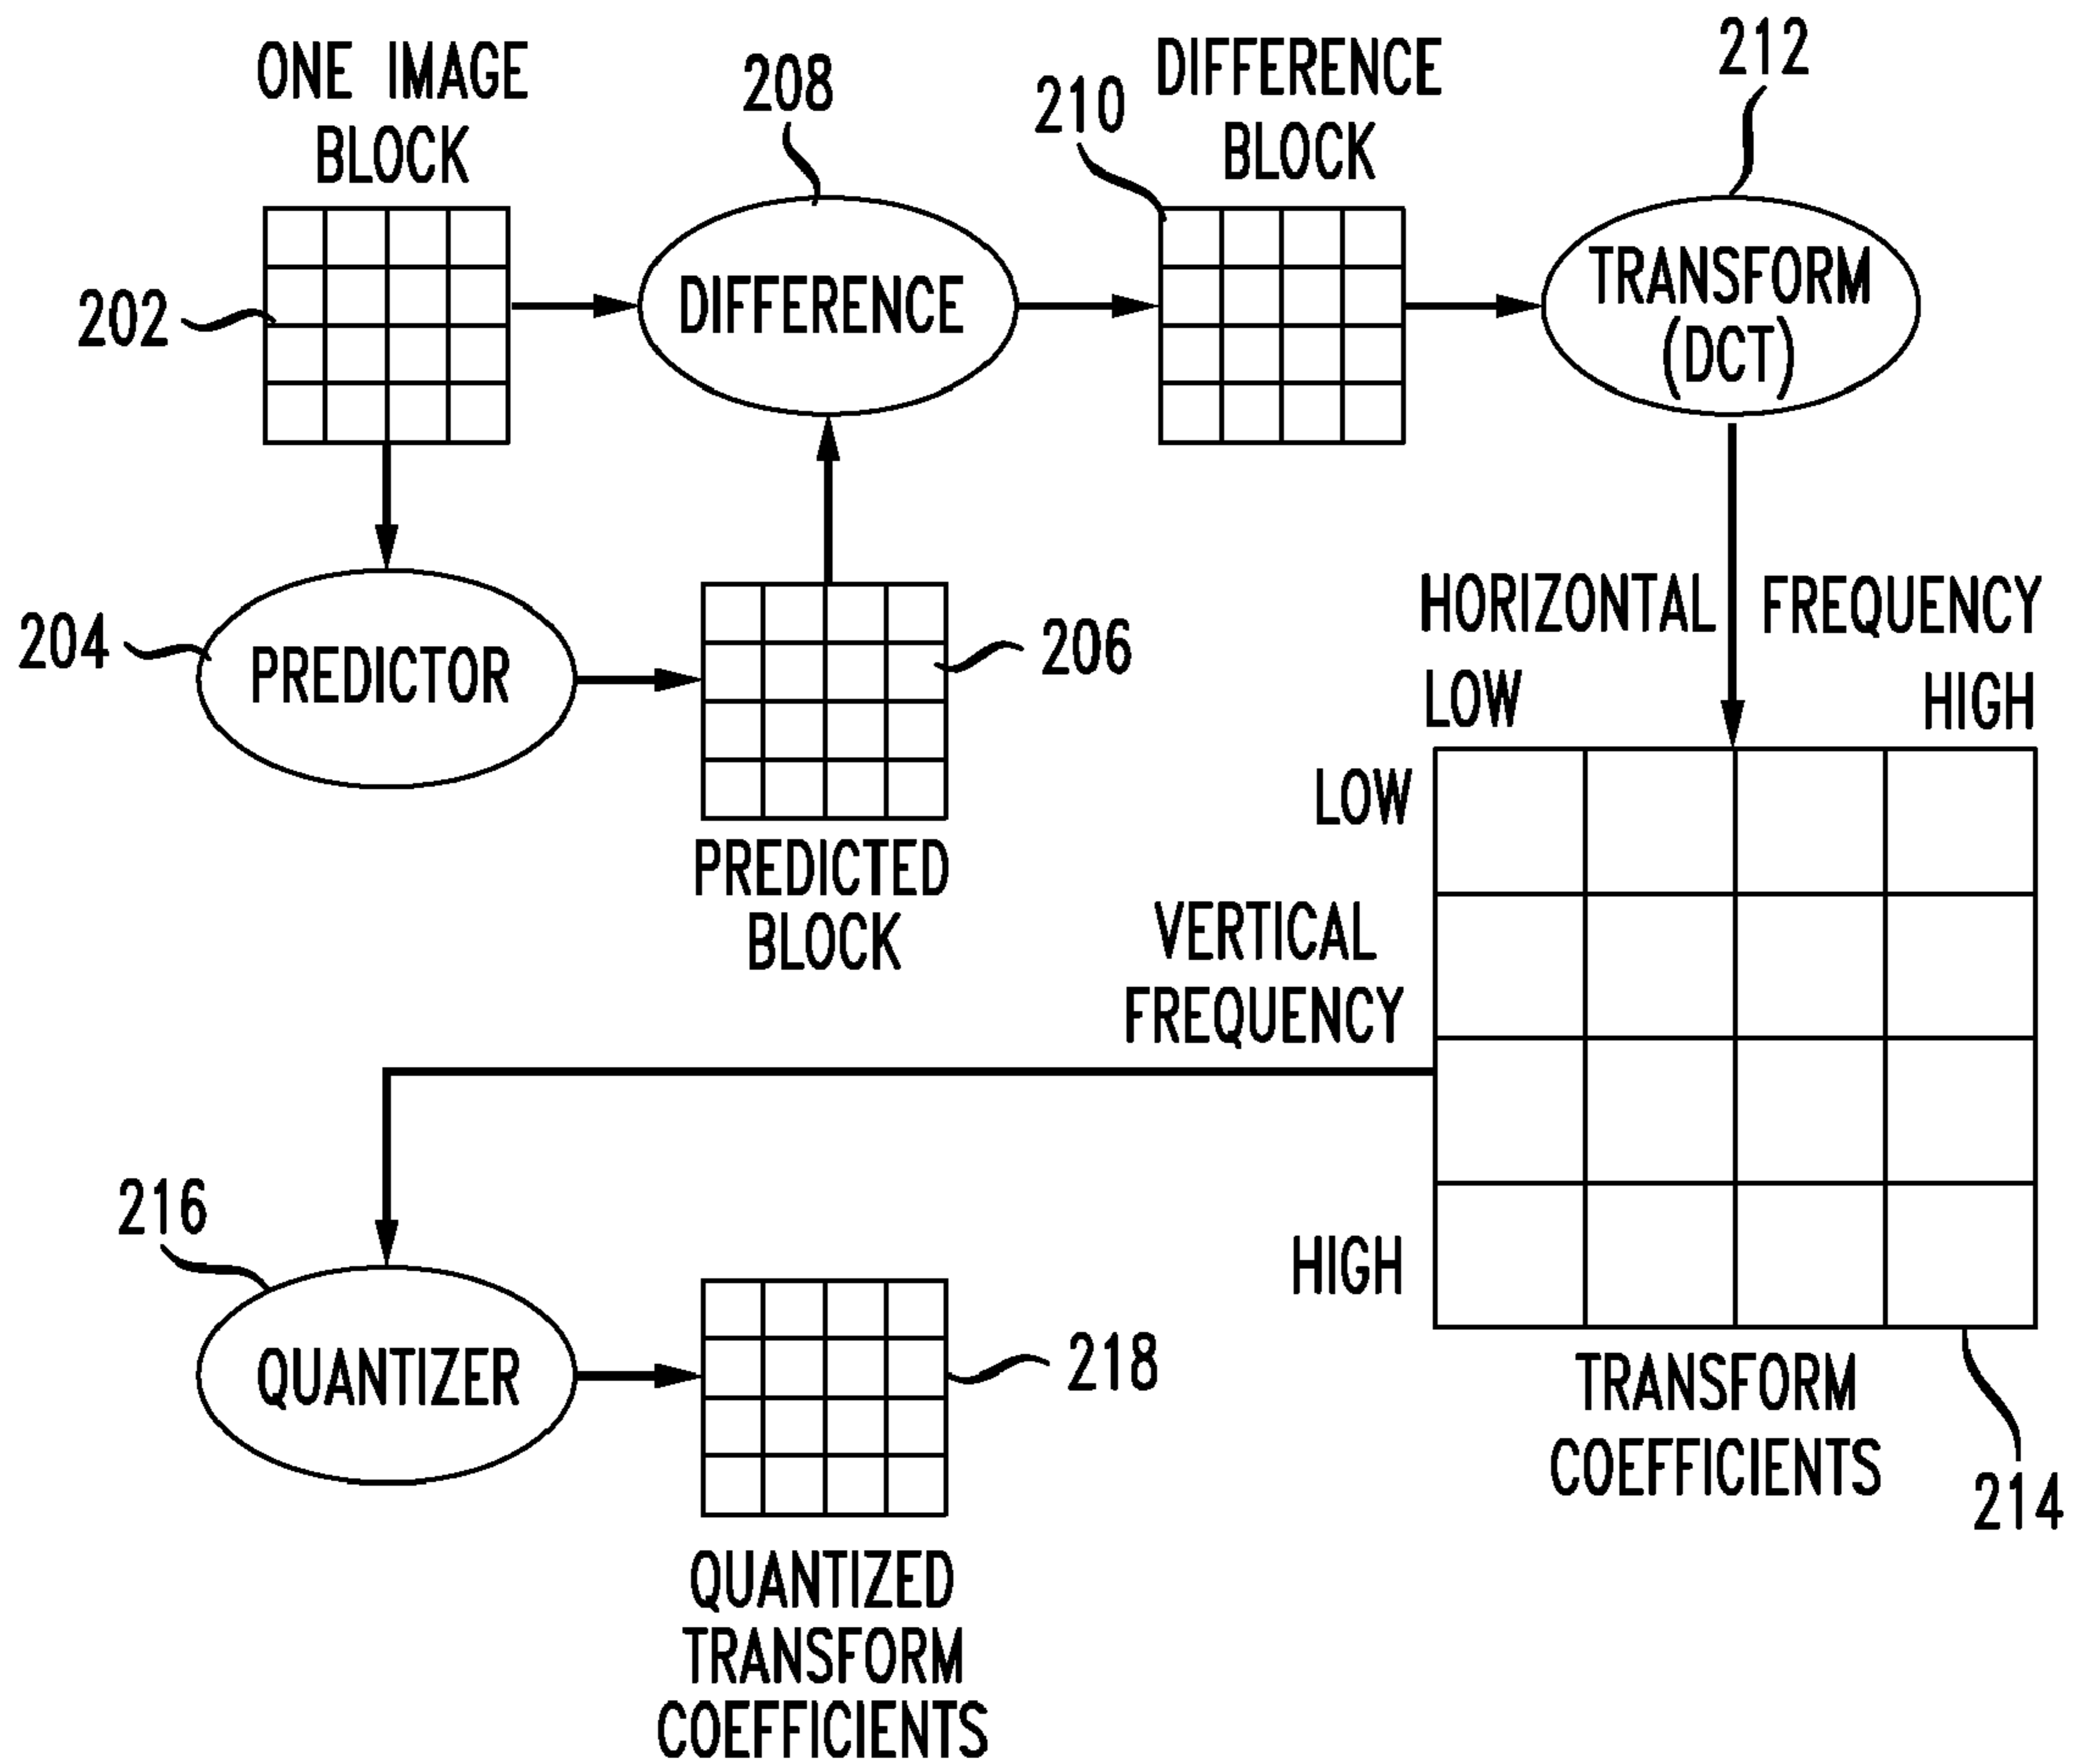 ONE IMAGE
BLOCK
208
210
DIFFERENCE
BLOCK
212
202
DIFFERENCE
TRANSFORM
(DCT)
204
PREDICTOR
206
PREDICTED
BLOCK
HORIZONTAL FREQUENCY
LOW
HIGH
LOW
VERTICAL
FREQUENCY
HIGH
TRANSFORM
COEFFICIENTS
214
216
QUANTIZER
218
QUANTIZED
TRANSFORM
COEFFICIENTS